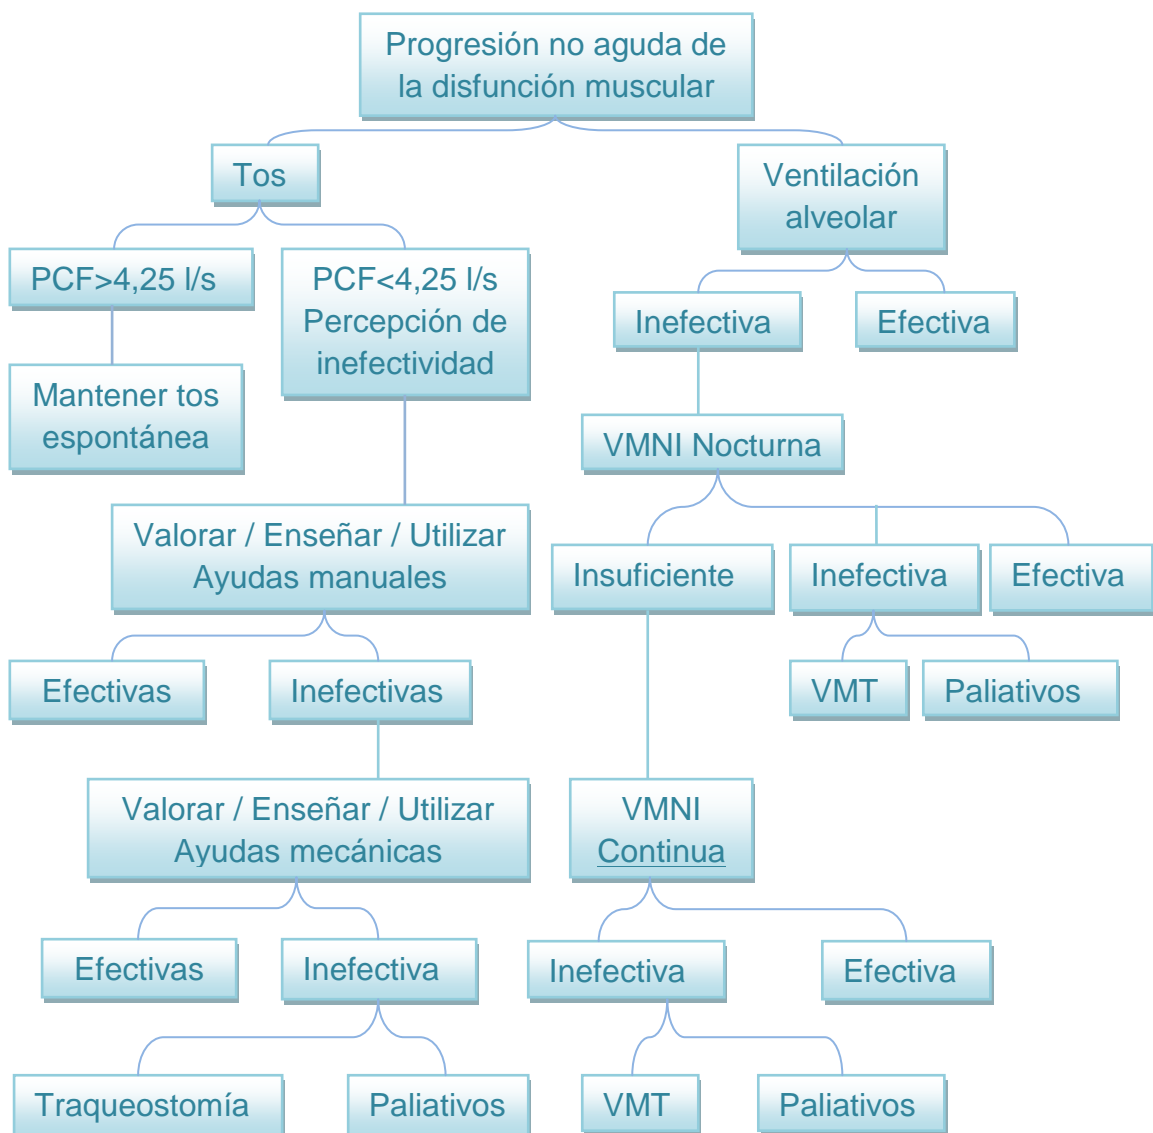 Progresión no aguda de
la disfunción muscular
Tos
Ventilación
alveolar
PCF>4,25 l/s
PCF<4,25 l/s
Percepción de
inefectividad
Inefectiva
Efectiva
Mantener tos
espontánea
VMNI Nocturna
Valorar / Enseñar / Utilizar
Ayudas manuales
Insuficiente
Inefectiva
Efectiva
Efectivas
Inefectivas
VMT
Paliativos
Valorar / Enseñar / Utilizar
Ayudas mecánicas
VMNI
Continua
Efectivas
Inefectiva
Inefectiva
Efectiva
Traqueostomía
Paliativos
VMT
Paliativos